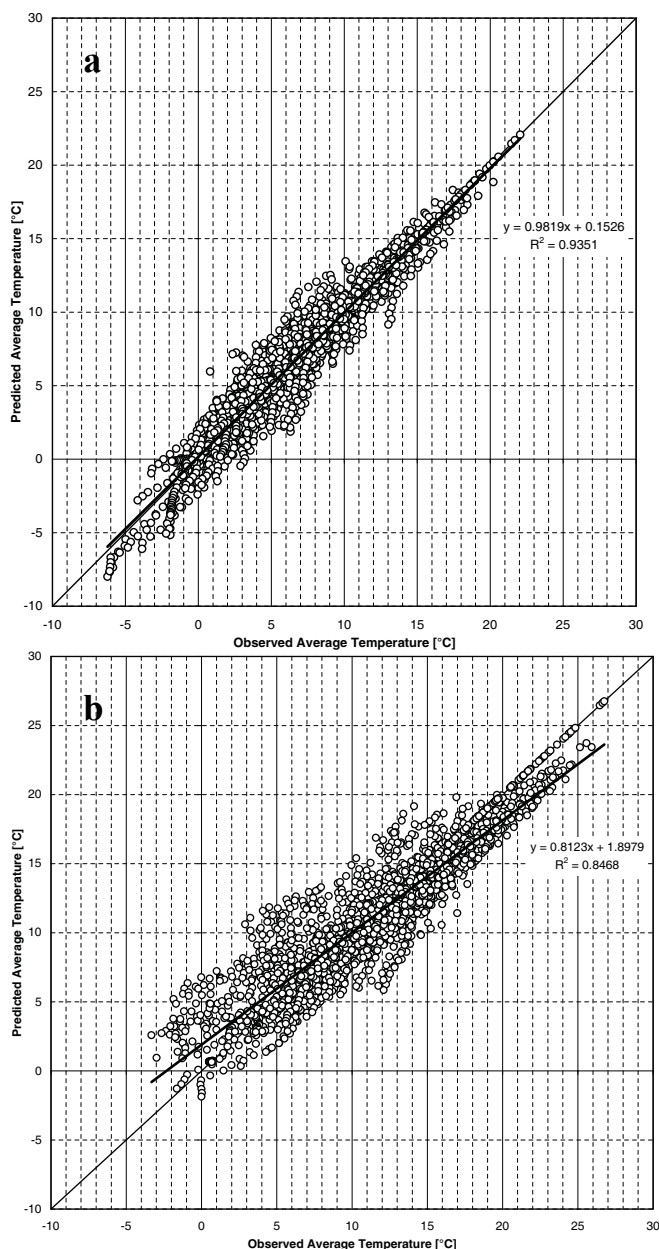 30
a
25
20
15
y = 0.9819x + 0.1526
R² = 0.9351
10
5
0
-5
-10
Predicted Average Temperature [°C]
-10 -5 0 5 10 15 20 25 30
Observed Average Temperature [°C]
30
b
25
20
15
y = 0.8123x + 1.8979
R² = 0.8468
10
5
0
-5
-10
Predicted Average Temperature [°C]
-10 -5 0 5 10 15 20 25 30
Observed Average Temperature [°C]